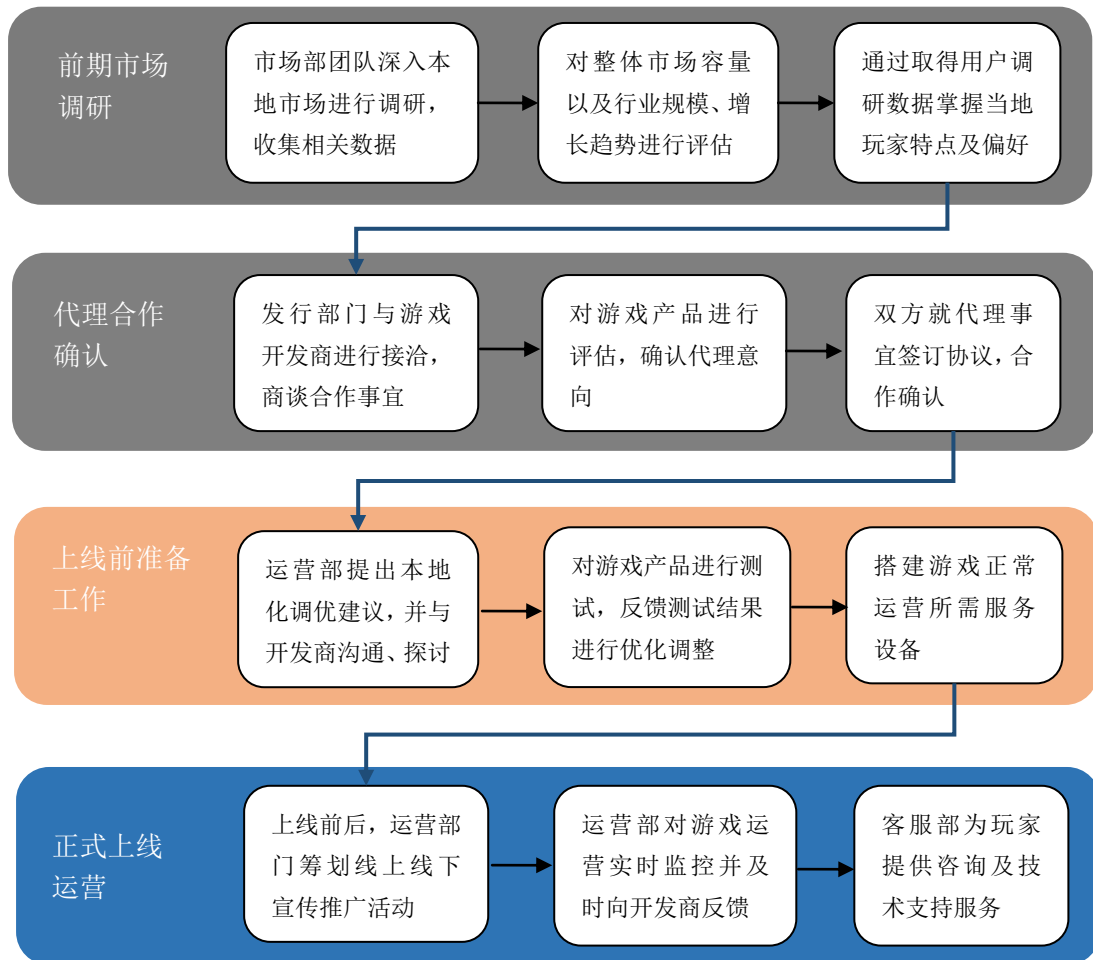 前期市场
调研
市场部团队深入本
地市场进行调研，
收集相关数据
对整体市场容量
以及行业规模、增
长趋势进行评估
通过取得用户调
研数据掌握当地
玩家特点及偏好
代理合作
确认
发行部门与游戏
开发商进行接洽，
商谈合作事宜
对游戏产品进行
评估，确认代理意
向
双方就代理事
宜签订协议，合
作确认
上线前准备
工作
运营部提出本地
化调优建议，并与
开发商沟通、探讨
对游戏产品进行测
试，反馈测试结果
进行优化调整
搭建游戏正常
运营所需服务
设备
正式上线
运营
上线前后，运营部
门筹划线上线下
宣传推广活动
运营部对游戏运
营实时监控并及
时向开发商反馈
客服部为玩家
提供咨询及技
术支持服务